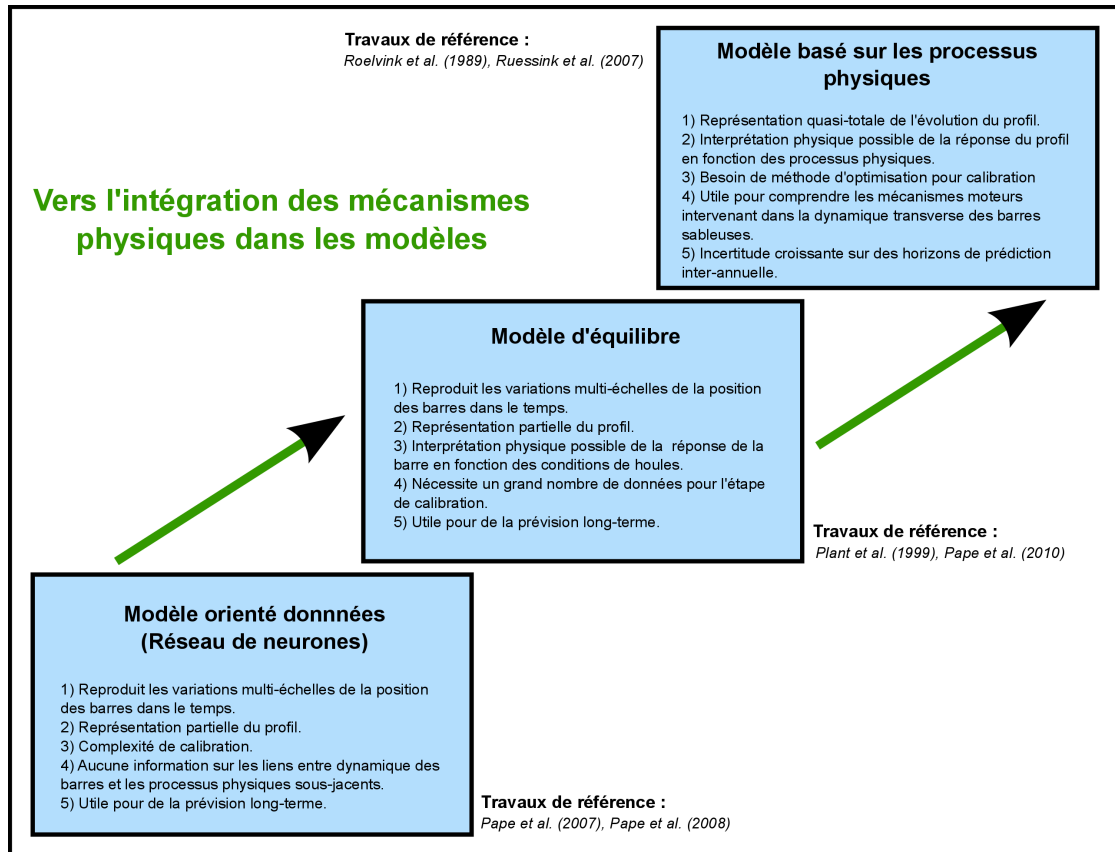 Travaux de référence :
Roelvink et al. (1989), Ruessink et al. (2007)
Modèle basé sur les processus
physiques
1) Représentation quasi-totale de l'évolution du profil.
2) Interprétation physique possible de la réponse du profil
en fonction des processus physiques.
3) Besoin de méthode d'optimisation pour calibration
4) Utile pour comprendre les mécanismes moteurs
intervenant dans la dynamique transverse des barres
sableuses.
5) Incertitude croissante sur des horizons de prédiction
inter-annuelle.
Vers l'intégration des mécanismes
physiques dans les modèles
Modèle d'équilibre
1) Reproduit les variations multi-échelles de la position
des barres dans le temps.
2) Représentation partielle du profil.
3) Interprétation physique possible de la réponse de la
barre en fonction des conditions de houles.
4) Nécessite un grand nombre de données pour l'étape
de calibration.
5) Utile pour de la prévision long-terme.
Travaux de référence :
Plant et al. (1999), Pape et al. (2010)
Modèle orienté donnnées
(Réseau de neurones)
1) Reproduit les variations multi-échelles de la position
des barres dans le temps.
2) Représentation partielle du profil.
3) Complexité de calibration.
4) Aucune information sur les liens entre dynamique des
barres et les processus physiques sous-jacents.
5) Utile pour de la prévision long-terme.
Travaux de référence :
Pape et al. (2007), Pape et al. (2008)